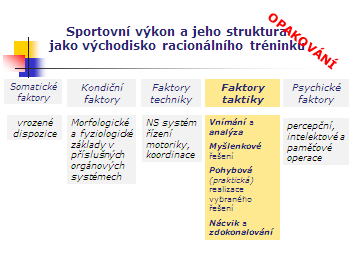 Sportovní výkon a jeho struktura
jako východisko racionálního tréninku
OPAKOVÁNÍ
Somatické
faktory
vrozené
dispozice
Kondiční
faktory
Morfologické
a fyziologické
základy v
příslušných
orgánových
systémech
Faktory
techniky
NS systém
řízení
motoriky,
koordinace
Faktory
taktiky
Vnímání a
analýza
Myšlenkové
řešení
Pohybová
(praktická)
realizace
vybraného
řešení
Nácvik a
zdokonalování
Psychické
faktory
percepční,
intelektové a
paměťové
operace